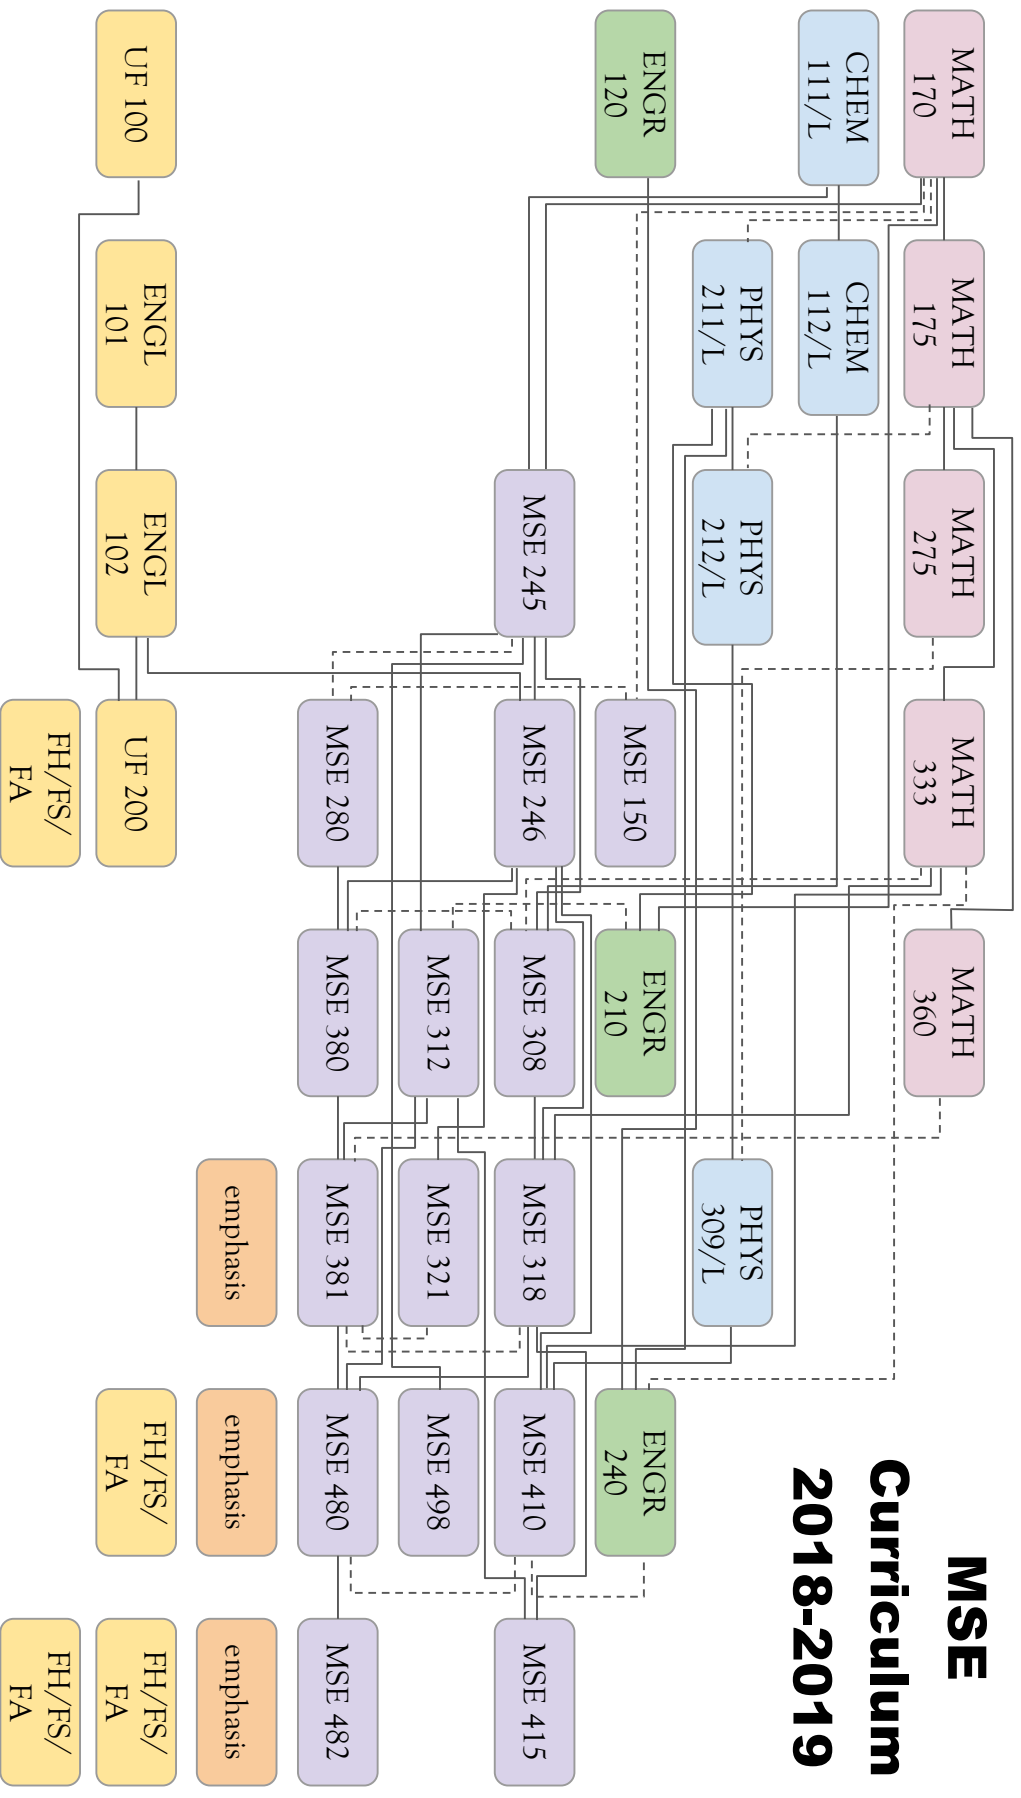 MSE
Curriculum
2018-2019
MATH
170
MATH
175
MATH
275
MATH
333
MATH
360
CHEM
111/L
CHEM
112/L
PHYS
211/L
PHYS
212/L
PHYS
309/L
ENGR
120
MSE 150
ENGR
210
ENGR
240
MSE 245
MSE 246
MSE 308
MSE 318
MSE 410
MSE 415
MSE 312
MSE 321
MSE 498
MSE 280
MSE 380
MSE 381
MSE 480
MSE 482
emphasis
emphasis
emphasis
UF 100
ENGL
101
ENGL
102
UF 200
FH/FS/
FA
FH/FS/
FA
FH/FS/
FA
FH/FS/
FA